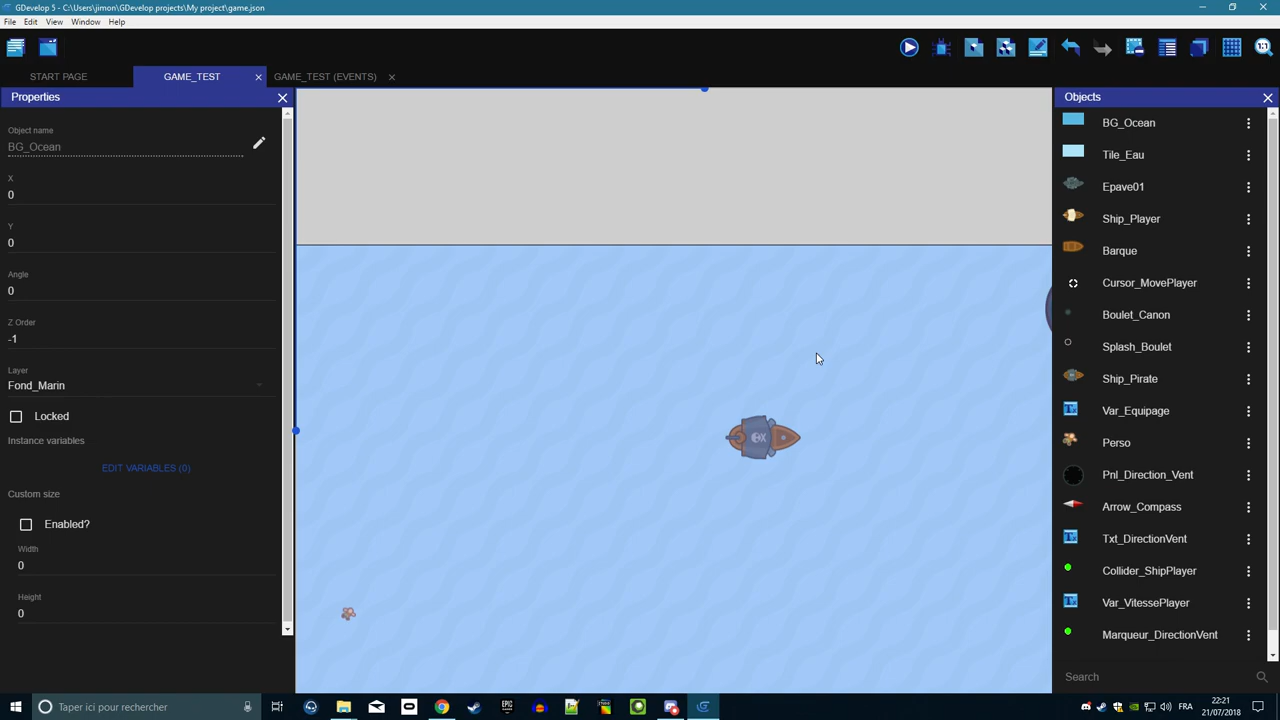 GDevelop 5 - C:\Users\jimon\GDevelop projects\My project\game.json
File Edit View Window Help
START PAGE
GAME_TEST
GAME_TEST (EVENTS)
Properties
Object name
BG_Ocean
X
0
Y
0
Angle
0
Z Order
-1
Layer
Fond_Marin
Locked
Instance variables
EDIT VARIABLES (0)
Custom size
Enabled?
Width
0
Height
0
Objects
BG_Ocean
Tile_Eau
Epave01
Ship_Player
Barque
Cursor_MovePlayer
Boulet_Canon
Splash_Boulet
Ship_Pirate
Var_Equipage
Perso
Pnl_Direction_Vent
Arrow_Compass
Txt_DirectionVent
Collider_ShipPlayer
Var_VitessePlayer
Marqueur_DirectionVent
Search
1:1
Taper ici pour rechercher
FRA
22:21
21/07/2018